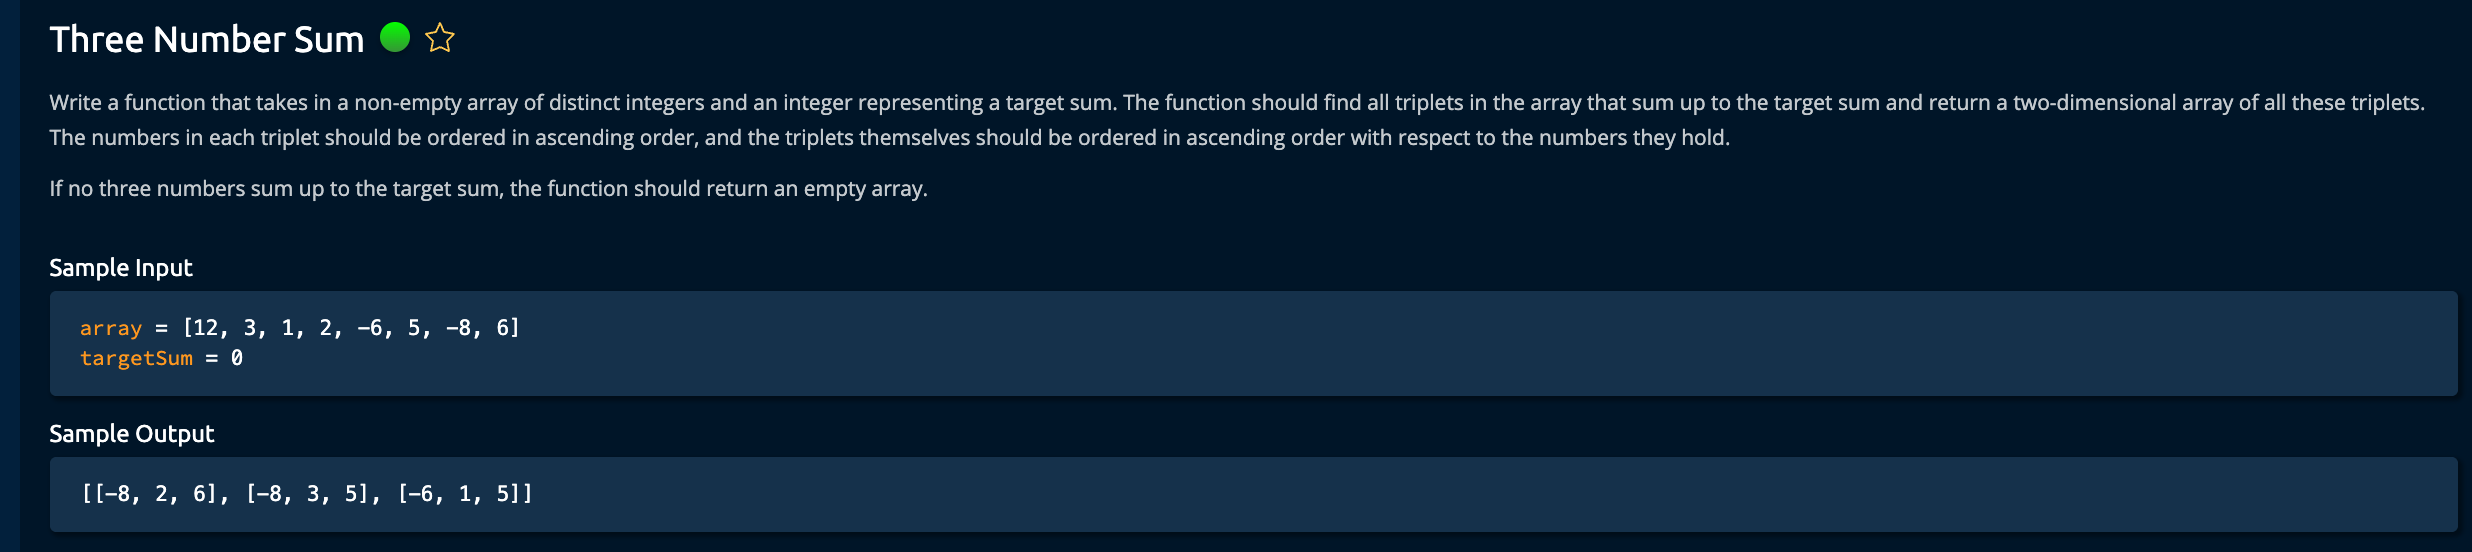 Three Number Sum
Write a function that takes in a non-empty array of distinct integers and an integer representing a target sum. The function should find all triplets in the array that sum up to the target sum and return a two-dimensional array of all these triplets.
The numbers in each triplet should be ordered in ascending order, and the triplets themselves should be ordered in ascending order with respect to the numbers they hold.
If no three numbers sum up to the target sum, the function should return an empty array.
Sample Input
array = [12, 3, 1, 2, -6, 5, -8, 6]
targetSum = 0
Sample Output
[[-8, 2, 6], [-8, 3, 5], [-6, 1, 5]]